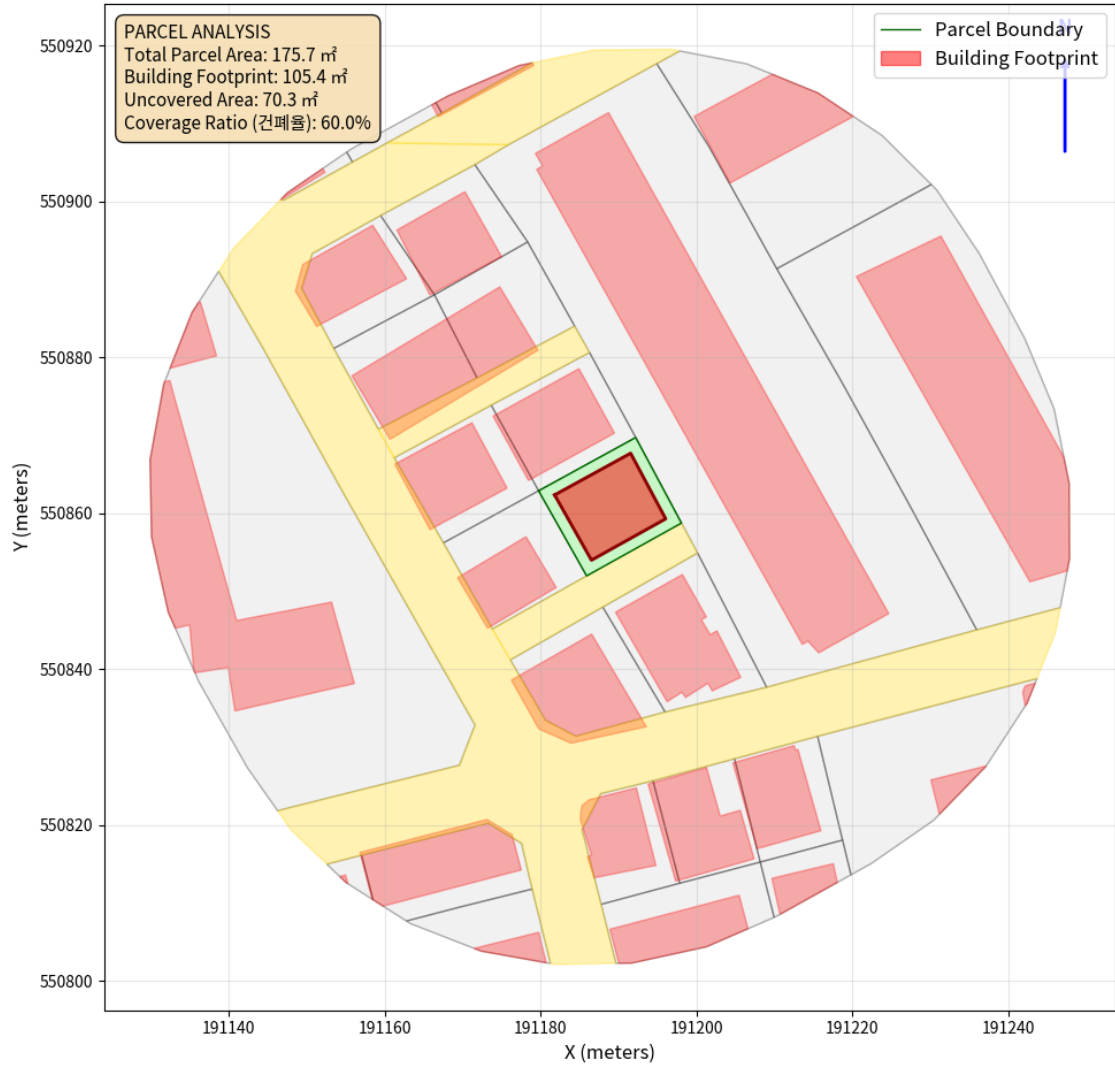 PARCEL ANALYSIS
Total Parcel Area: 175.7 ㎡
Building Footprint: 105.4 ㎡
Uncovered Area: 70.3 ㎡
Coverage Ratio (건폐율): 60.0%
N
Parcel Boundary
Building Footprint
550920
550900
550880
550860
550840
550820
550800
Y (meters)
191140
191160
191180
191200
191220
191240
X (meters)